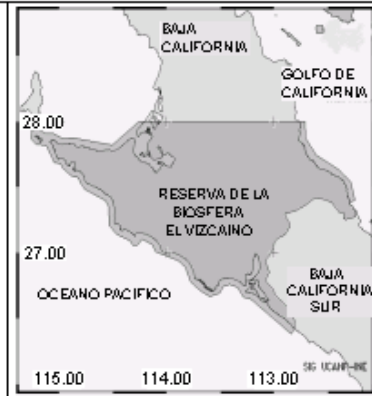 BAJA
CALIFORNIA
GOLFO DE
CALIFORNIA
28.00
RESERVA DE LA
BIOSFERA
EL VIZCAINO
27.00
BAJA
CALIFORNIA
SUR
OCEANO PACIFICO
SIG
115.00 114.00 113.00